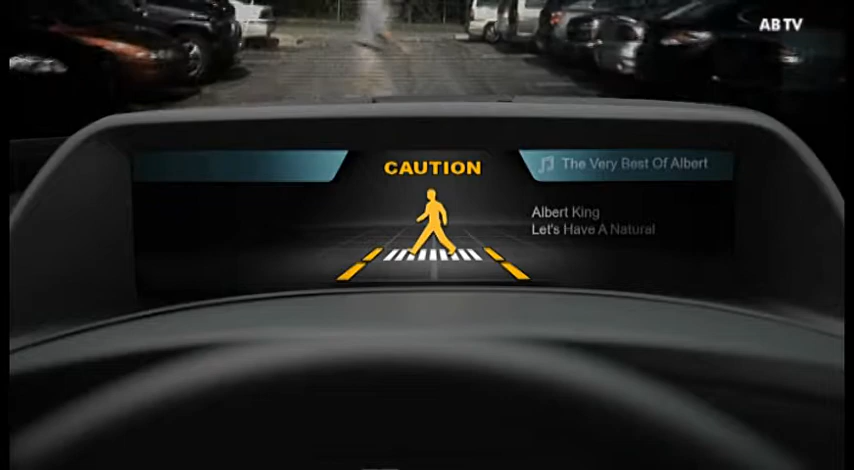 AB TV
CAUTION
The Very Best Of Albert
Albert King
Let's Have A Natural